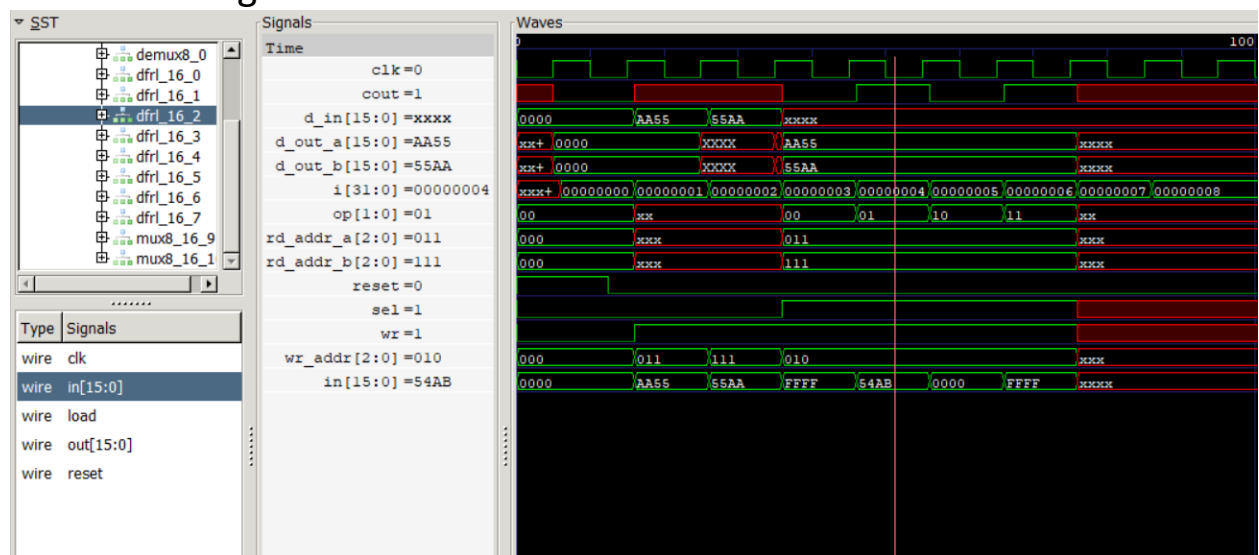 g
SST
demux8_0
dfrl_16_0
dfrl_16_1
dfrl_16_2
dfrl_16_3
dfrl_16_4
dfrl_16_5
dfrl_16_6
dfrl_16_7
mux8_16_9
mux8_16_1
Type Signals
wire clk
wire in[15:0]
wire load
wire out[15:0]
wire reset
Signals
Time
clk=0
cout=1
d_in[15:0]=xxxx
d_out_a[15:0]=AA55
d_out_b[15:0]=55AA
i[31:0]=00000004
op[1:0]=01
rd_addr_a[2:0]=011
rd_addr_b[2:0]=111
reset=0
sel=1
wr=1
wr_addr[2:0]=010
in[15:0]=54AB
Waves
0 100
0000 AA55 55AA xxxx
xx+ 0000 XXXX AA55 xxxx
xx+ 0000 XXXX 55AA xxxx
xxx+ 00000000 00000001 00000002 00000003 00000004 00000005 00000006 00000007 00000008
00 xx 00 01 10 11 xx
000 xxx 011 xxx
000 xxx 111 xxx
000 011 111 010 xxx
0000 AA55 55AA FFFF 54AB 0000 FFFF xxxx